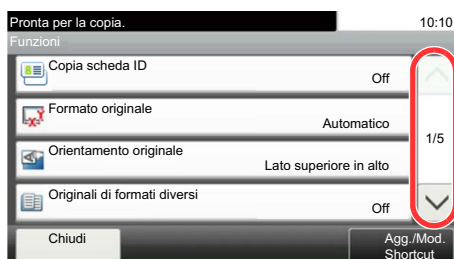 Pronta per la copia.
10:10
Funzioni
Copia scheda ID
Off
Formato originale
Automatico
1/5
Orientamento originale
Lato superiore in alto
Originali di formati diversi
Off
Chiudi
Agg./Mod.
Shortcut